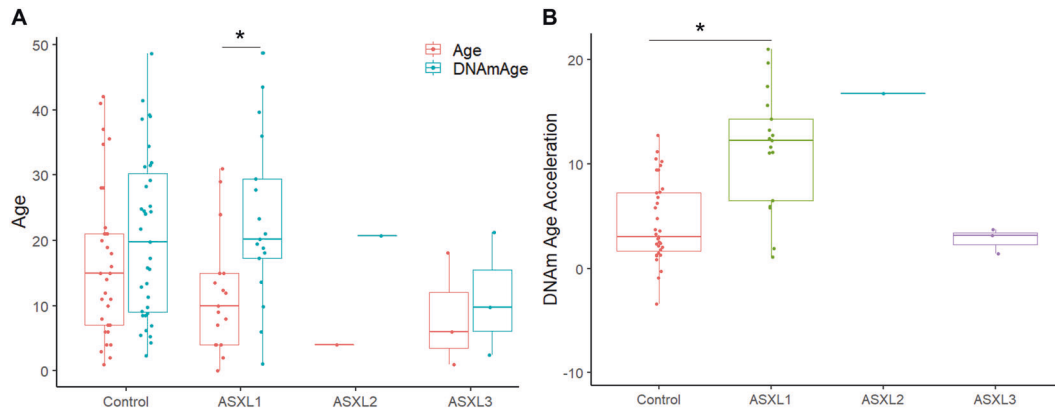 A
*
Age
DNAmAge
50
40
30
20
10
0
Age
Control
ASXL1
ASXL2
ASXL3
B
*
20
10
0
-10
DNAm Age Acceleration
Control
ASXL1
ASXL2
ASXL3